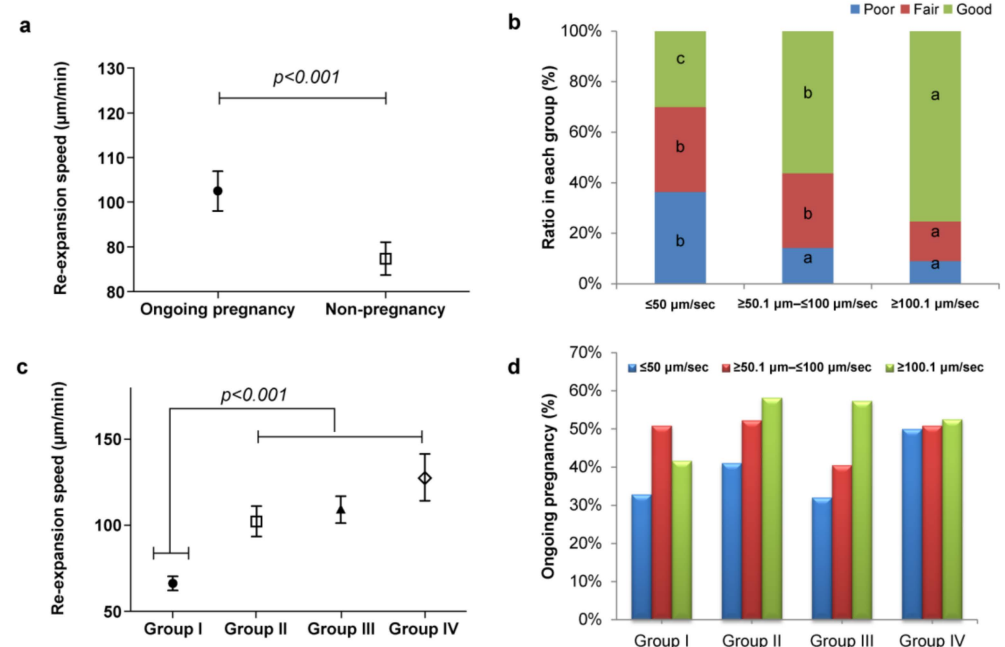 a
Re-expansion speed (µm/min)
130
120
110
100
80
80
p<0.001
Ongoing pregnancy
Non-pregnancy
b
Poor
Fair
Good
Ratio in each group (%)
100%
80%
60%
40%
20%
0%
c
b
b
b
b
a
a
a
a
≤50 µm/sec
≥50.1 µm–≤100 µm/sec
≥100.1 µm/sec
c
Re-expansion speed (µm/min)
150
100
50
p<0.001
Group I
Group II
Group III
Group IV
d
Ongoing pregnancy (%)
70%
60%
50%
40%
30%
20%
10%
0%
≤50 µm/sec
≥50.1 µm–≤100 µm/sec
≥100.1 µm/sec
Group I
Group II
Group III
Group IV